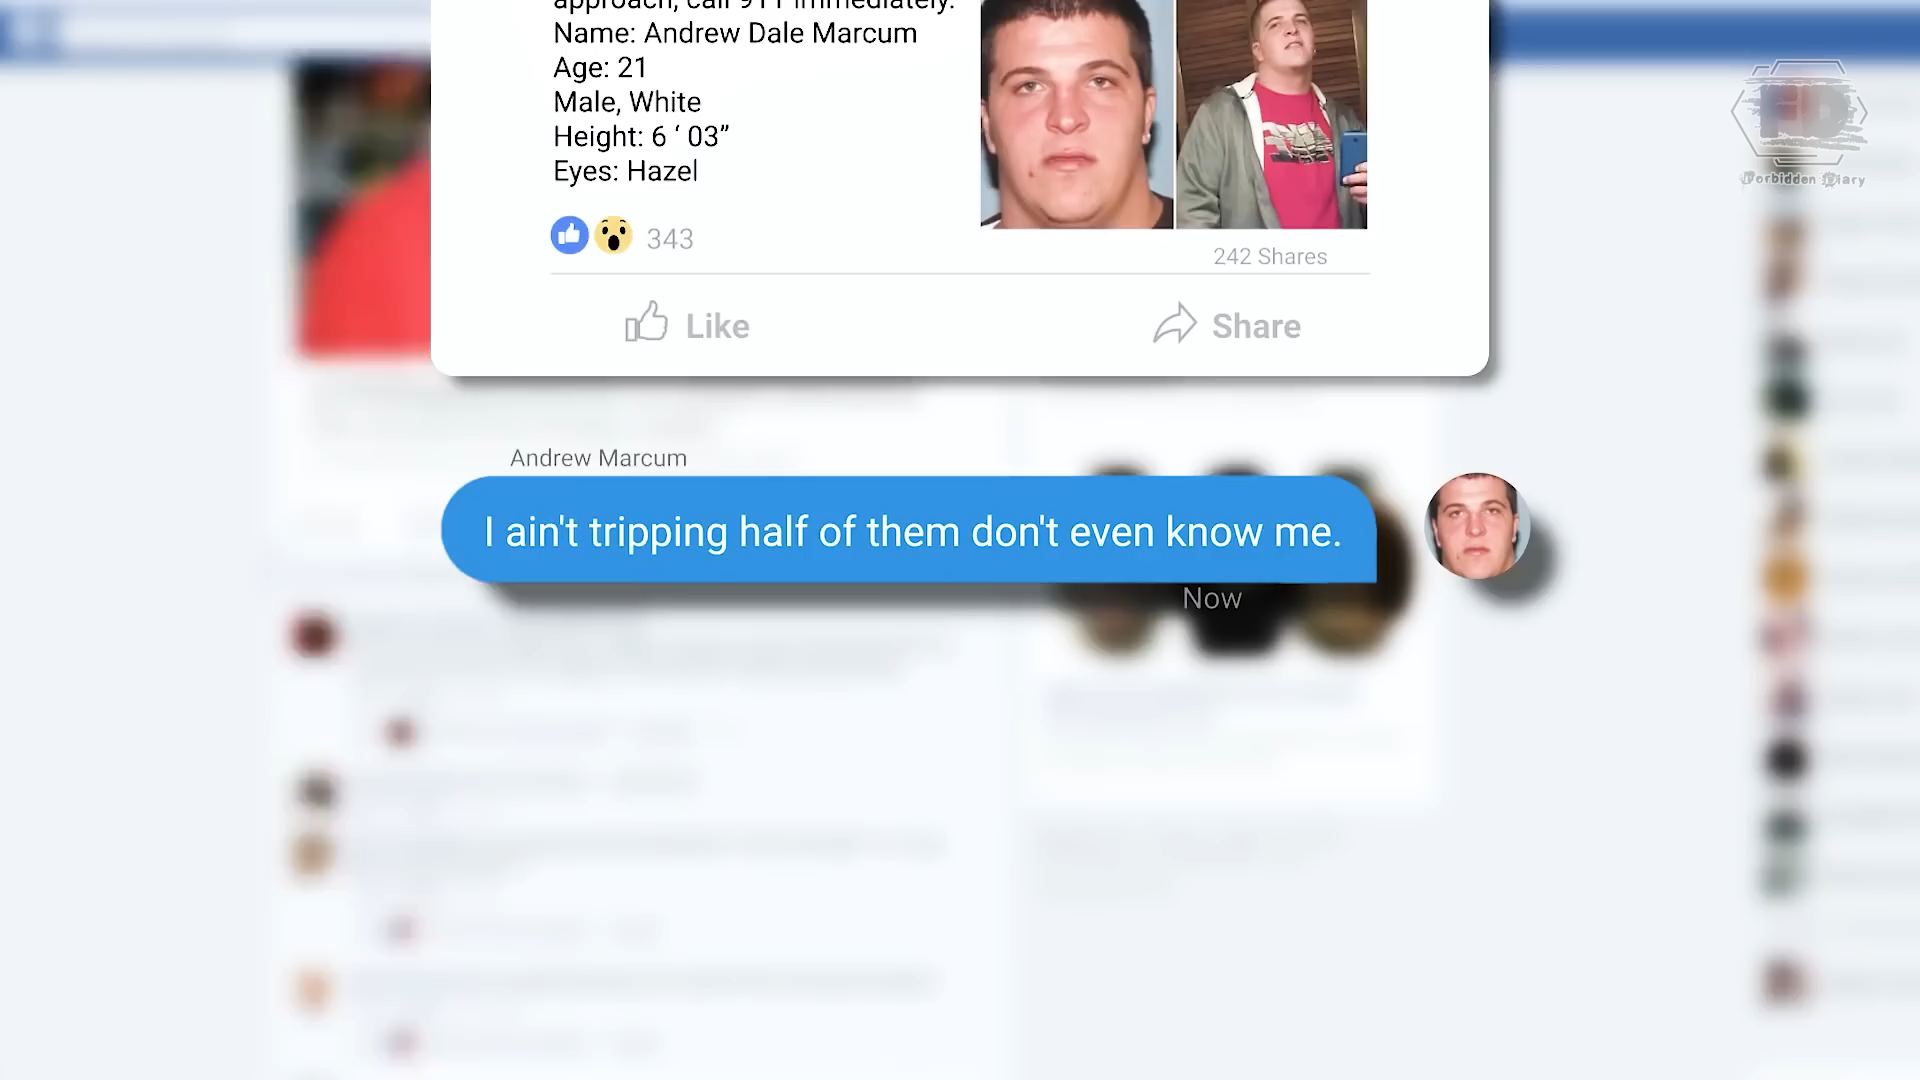 approach, call 911 immediately.
Name: Andrew Dale Marcum
Age: 21
Male, White
Height: 6 ‘ 03”
Eyes: Hazel
343
242 Shares
Like
Share
Andrew Marcum
I ain't tripping half of them don't even know me.
Now
FD
Forbidden Diary